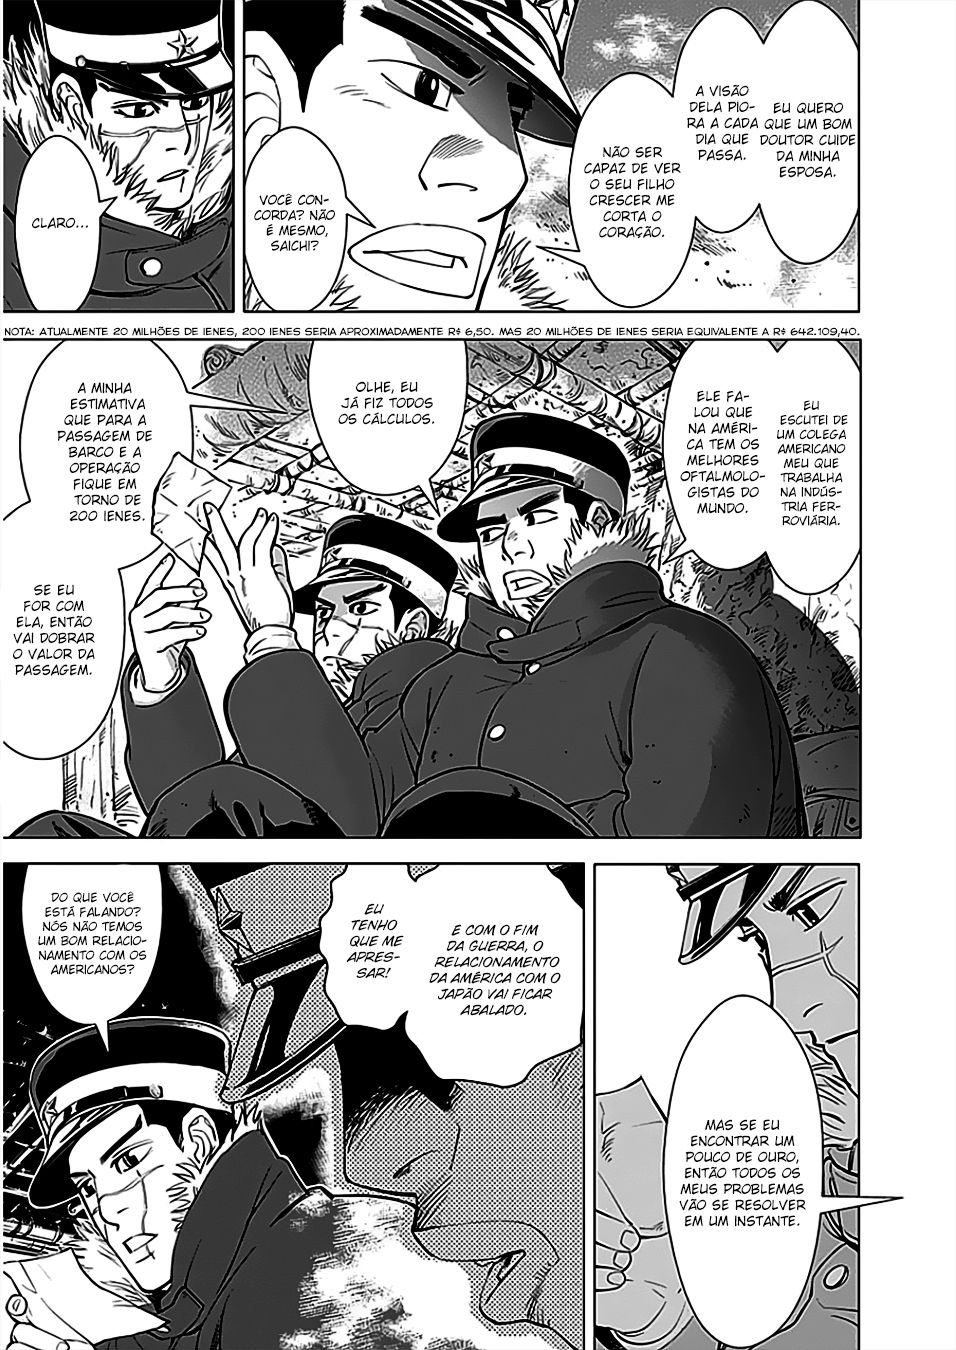 EU QUERO
QUE UM BOM
DOUTOR CUIDE
DA MINHA
ESPOSA.
A VISÃO
DELA PIO-
RA A CADA
DIA QUE
PASSA.
NÃO SER
CAPAZ DE VER
O SEU FILHO
CRESCER ME
CORTA O
CORAÇÃO.
VOCÊ CON-
CORDA? NÃO
É MESMO,
SAICHI?
CLARO...
NOTA: ATUALMENTE 20 MILHÕES DE IENES, 200 IENES SERIA APROXIMADAMENTE R$ 6,50. MAS 20 MILHÕES DE IENES SERIA EQUIVALENTE A R$ 642.109,40.
EU
ESCUTEI DE
UM COLEGA
AMERICANO
MEU QUE
TRABALHA
NA INDÚS-
TRIA FER-
ROVIÁRIA.
ELE FA-
LOU QUE
NA AMÉRI-
CA TEM OS
MELHORES
OFTALMOLO-
GISTAS DO
MUNDO.
OLHE, EU
JÁ FIZ TODOS
OS CÁLCULOS.
A MINHA
ESTIMATIVA
QUE PARA A
PASSAGEM DE
BARCO E A
OPERAÇÃO
FIQUE EM
TORNO DE
200 IENES.
SE EU
FOR COM
ELA, ENTÃO
VAI DOBRAR
O VALOR DA
PASSAGEM.
MAS SE EU
ENCONTRAR UM
POUCO DE OURO,
ENTÃO TODOS OS
MEUS PROBLEMAS
VÃO SE RESOLVER
EM UM INSTANTE.
E COM O FIM
DA GUERRA, O
RELACIONAMENTO
DA AMÉRICA COM O
JAPÃO VAI FICAR
ABALADO.
EU
TENHO
QUE ME
APRES-
SAR!
DO QUE VOCÊ
ESTÁ FALANDO?
NÓS NÃO TEMOS
UM BOM RELACIO-
NAMENTO COM OS
AMERICANOS?